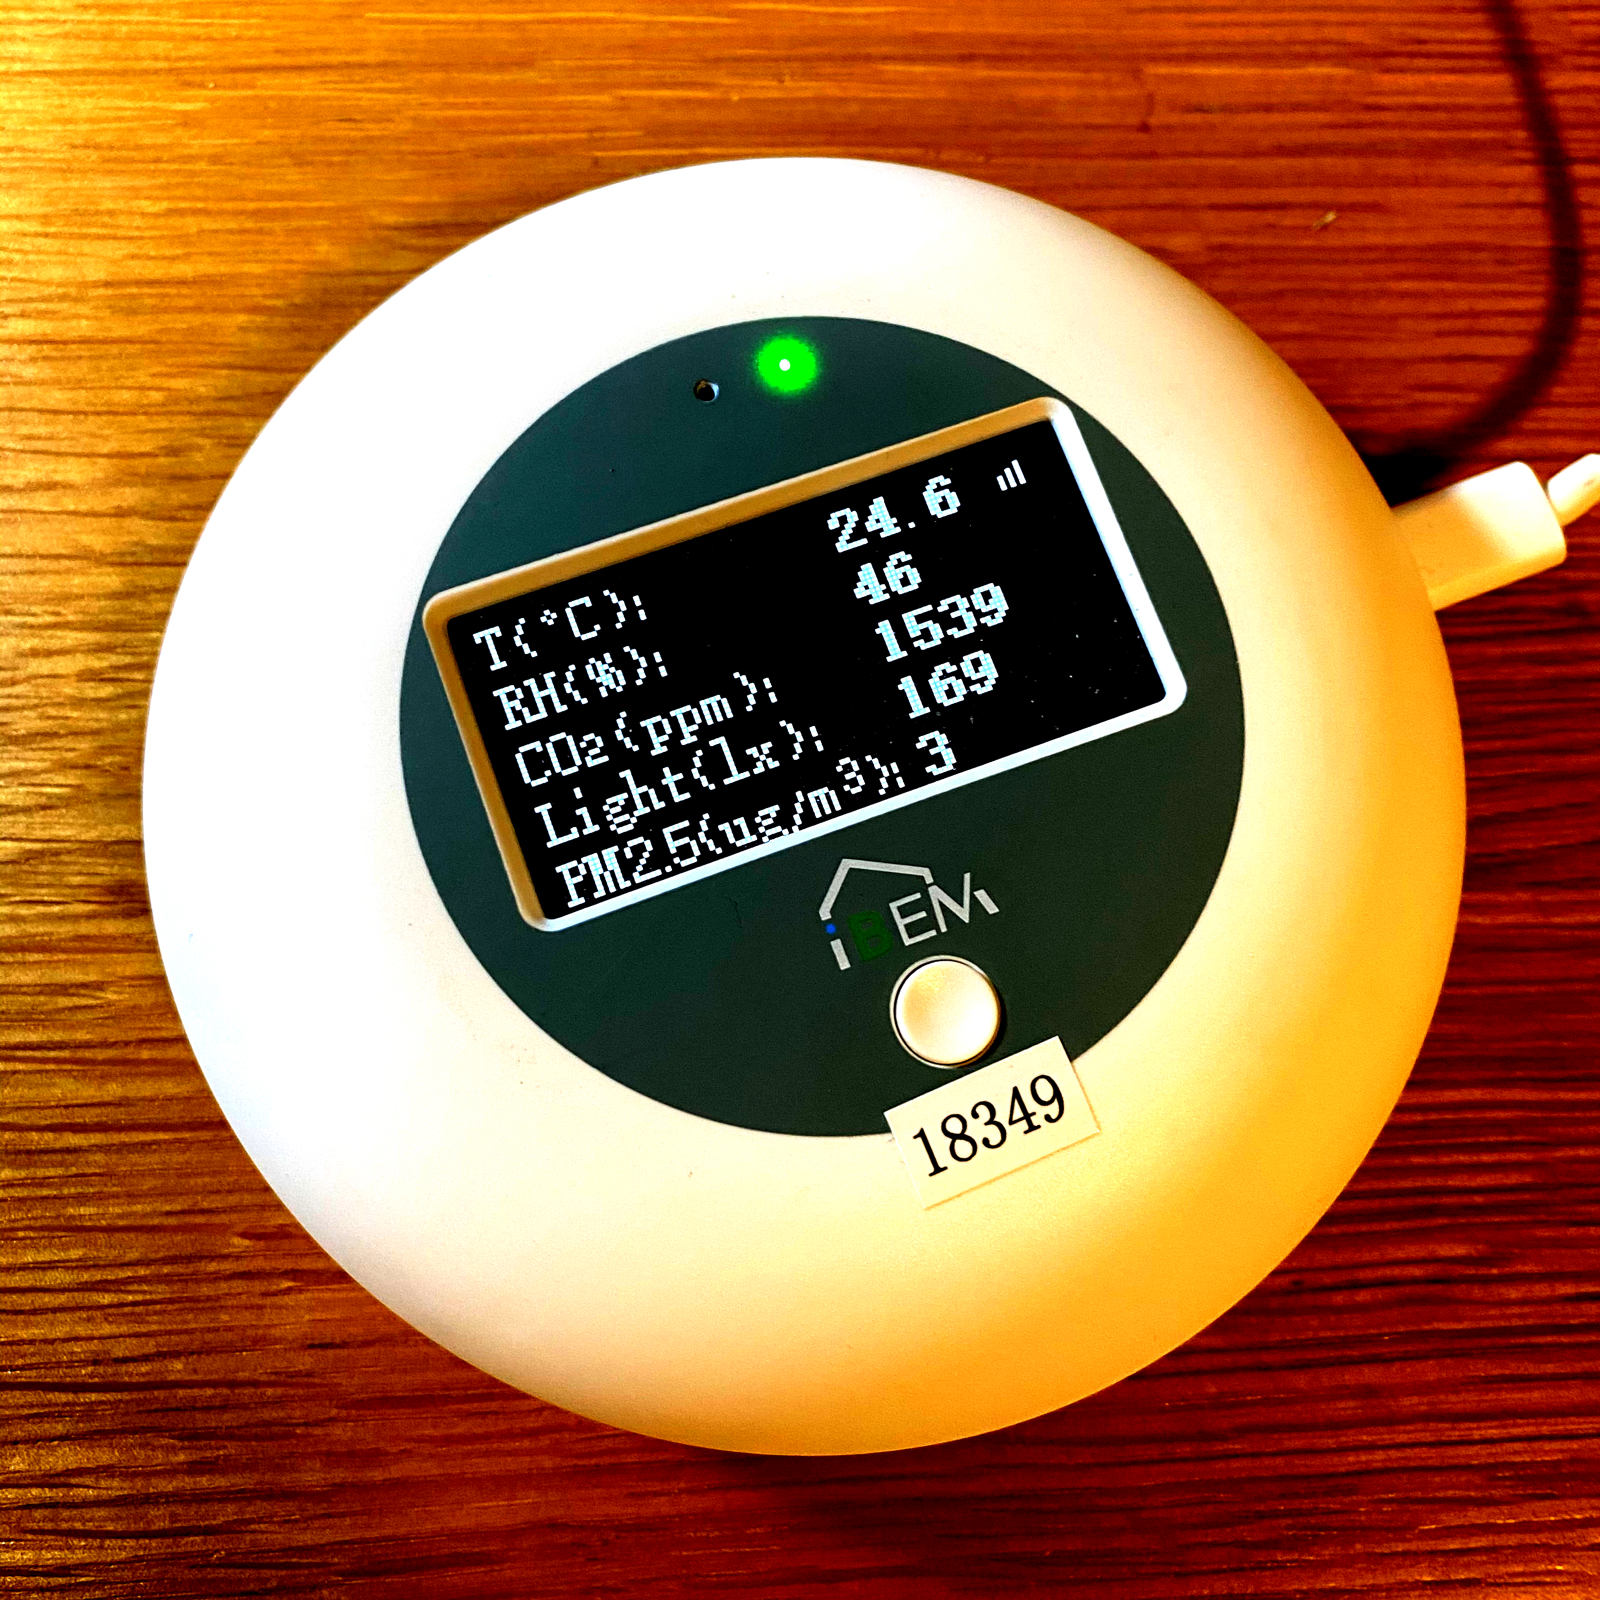 T(°C): 24.6
RH(%): 46
CO₂(ppm): 1539
Light(lx): 169
PM2.5(ug/m³): 3
iBEM
18349